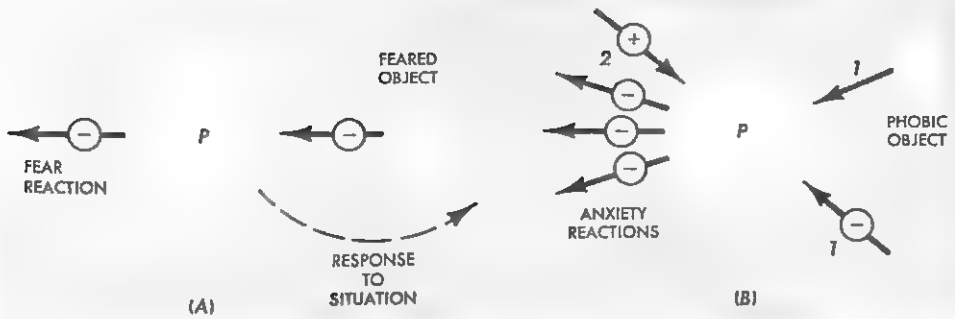 FEARED
OBJECT
−
P
−
FEAR
REACTION
RESPONSE
TO
SITUATION
(A)
+
2
−
−
−
ANXIETY
REACTIONS
P
1
PHOBIC
OBJECT
−
1
(B)